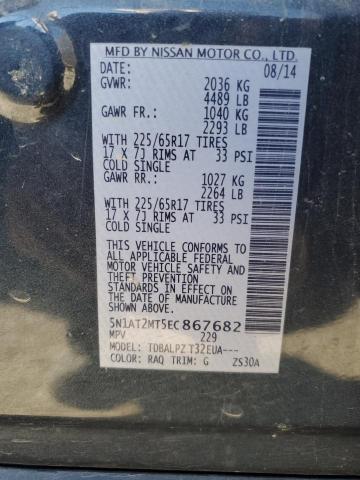 MFD BY NISSAN MOTOR CO., LTD.
DATE: 08/14
GVWR: 2036 KG
4489 LB
GAWR FR.: 1040 KG
2293 LB
WITH 225/65R17 TIRES
17 X 7J RIMS AT 33 PSI
COLD SINGLE
GAWR RR.: 1027 KG
2264 LB
WITH 225/65R17 TIRES
17 X 7J RIMS AT 33 PSI
COLD SINGLE
THIS VEHICLE CONFORMS TO
ALL APPLICABLE FEDERAL
MOTOR VEHICLE SAFETY AND
THEFT PREVENTION
STANDARDS IN EFFECT ON
THE DATE OF MANUFACTURE
SHOWN ABOVE.
5N1AT2MT5EC867682
MPV 229
MODEL: TDBALPZ T32EUA---
COLOR: RAQ TRIM: G ZS30A